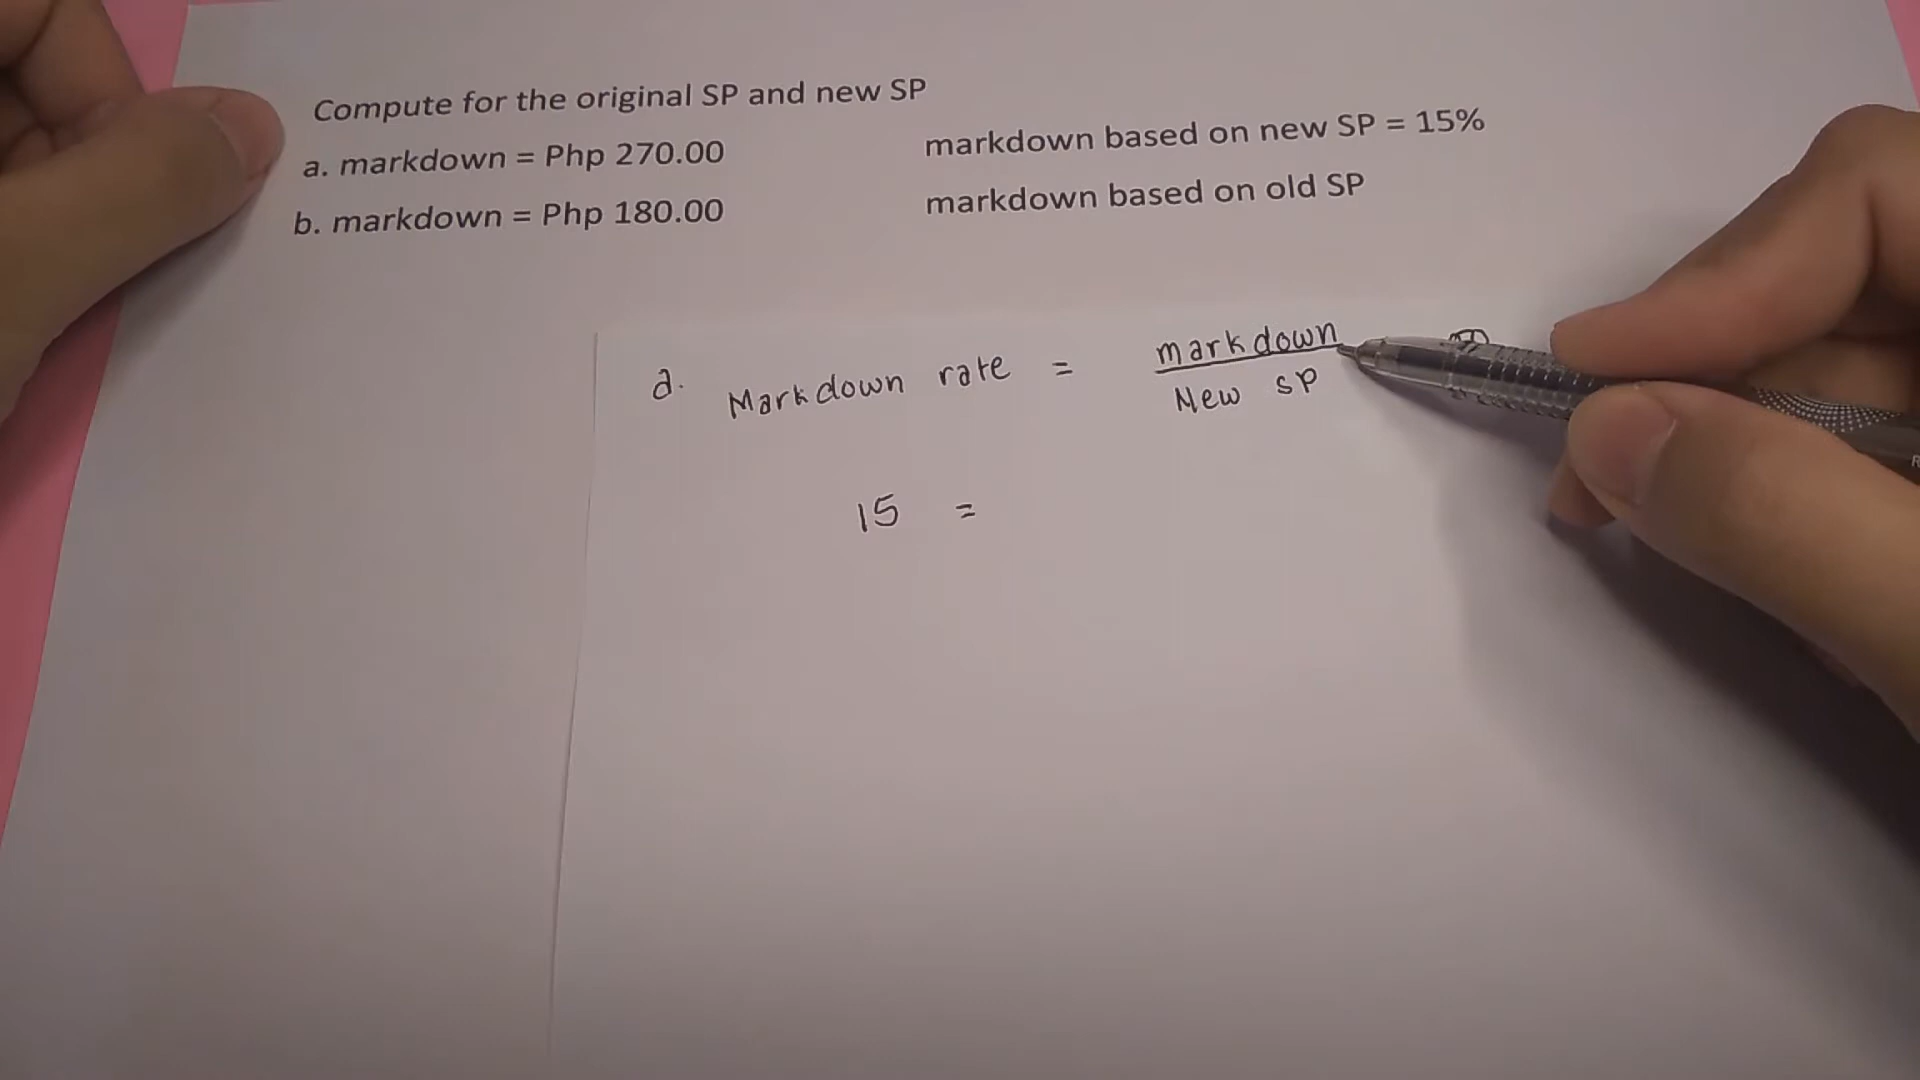 Compute for the original SP and new SP
a. markdown = Php 270.00 markdown based on new SP = 15%
b. markdown = Php 180.00 markdown based on old SP
a. Markdown rate = markdown
New SP
15 =